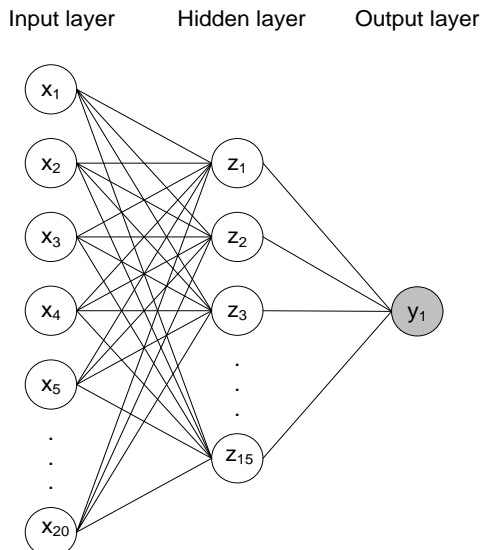 Input layer
Hidden layer
Output layer
x1
x2
x3
x4
x5
.
.
.
x20
z1
z2
z3
.
.
.
z15
y1